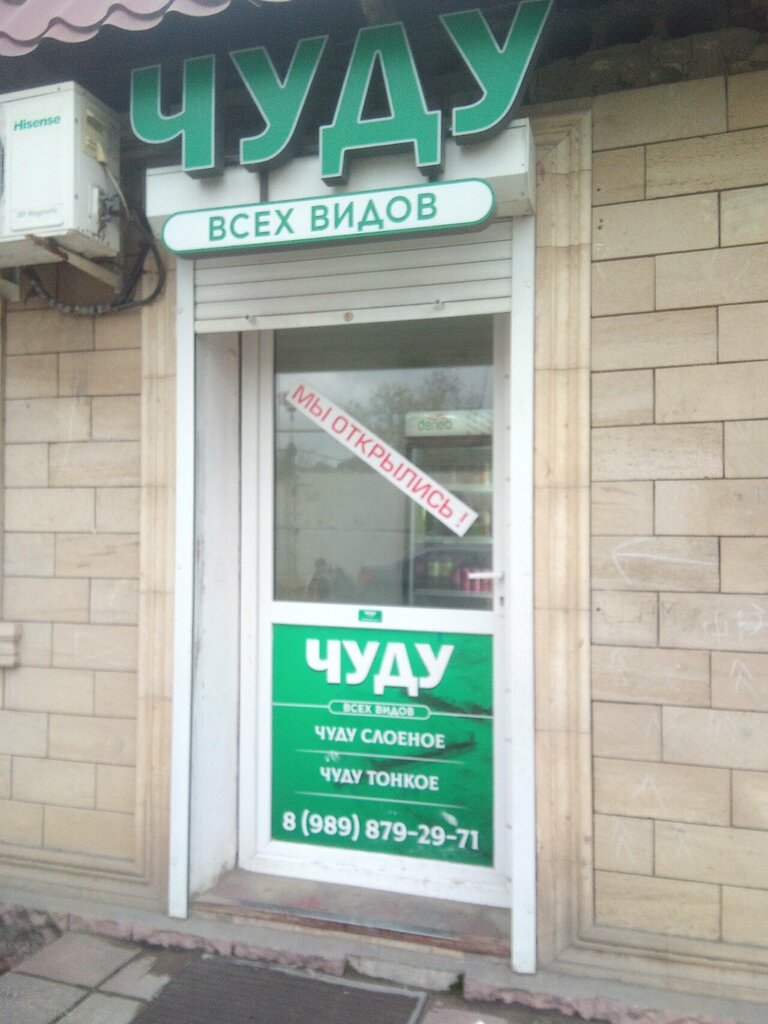 ЧУДУ
Hisense
ВСЕХ ВИДОВ
МЫ ОТКРЫЛИСЬ !
ЧУДУ
ВСЕХ ВИДОВ
ЧУДУ СЛОЕНОЕ
ЧУДУ ТОНКОЕ
8 (989) 879-29-71